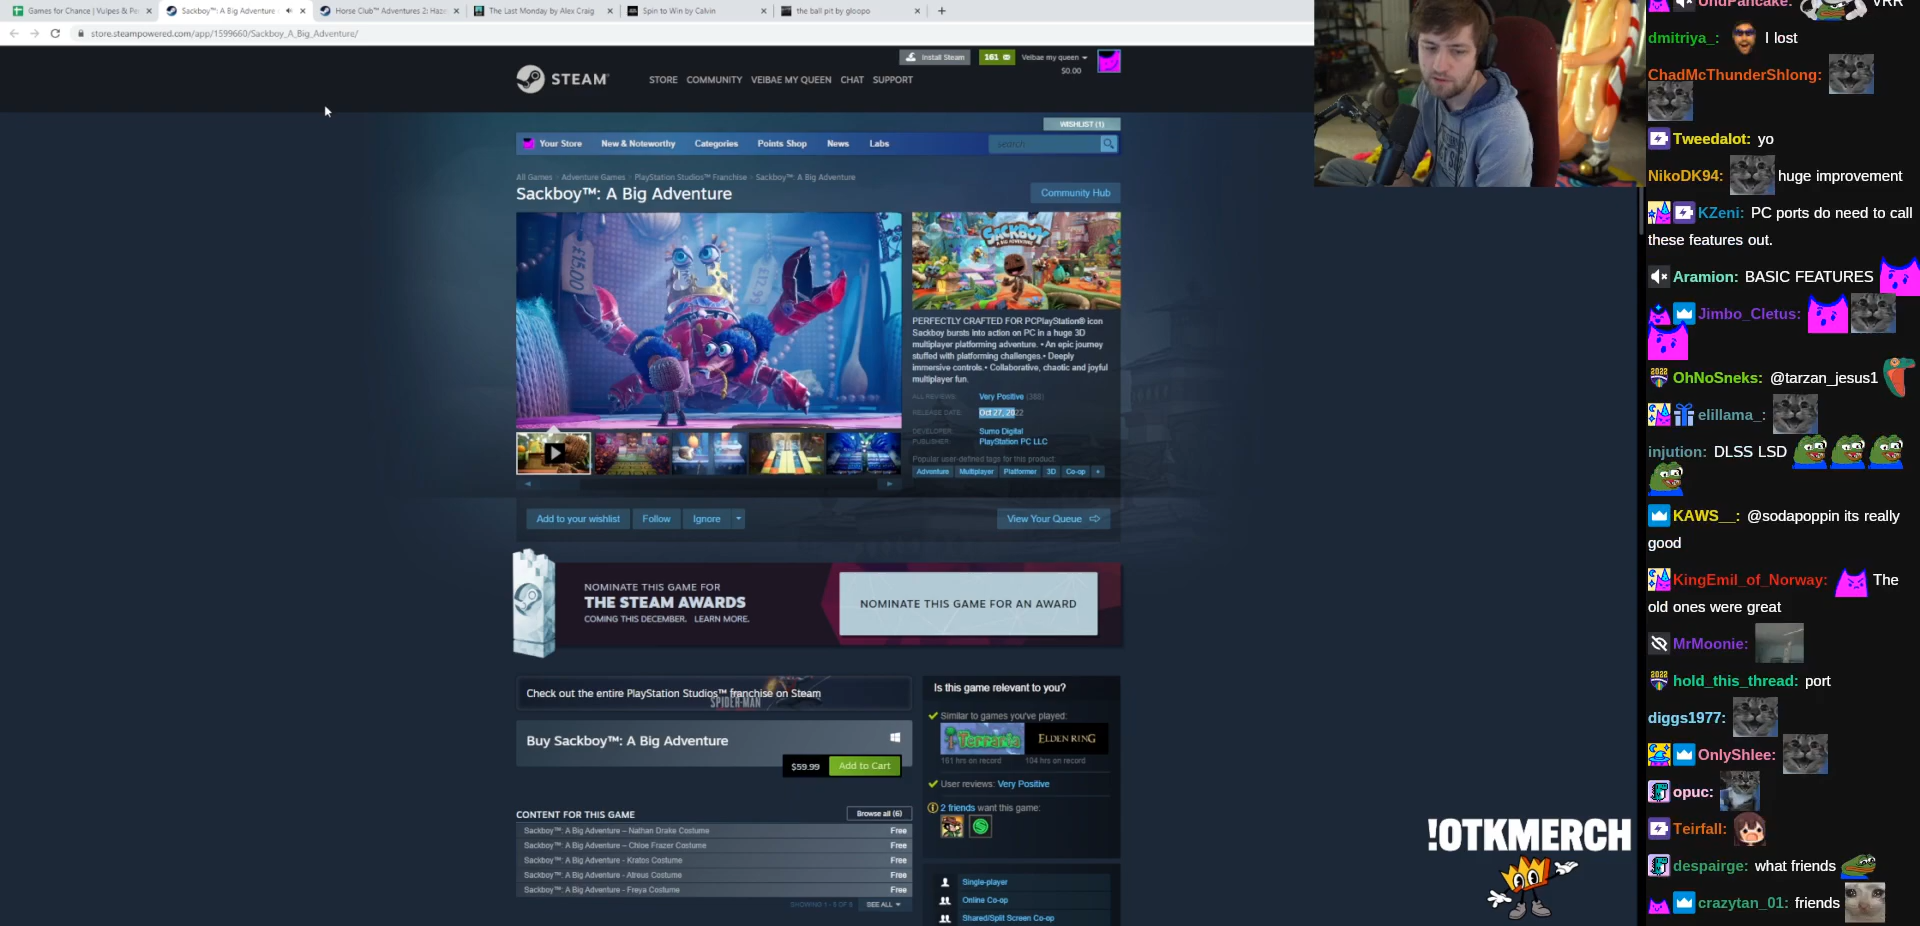 Games for Chance | Vulpes & Pe
Sackboy™: A Big Adventure
Horse Club™ Adventures 2: Haze
The Last Monday by Alex Craig
Spin to Win by Calvin
the ball pit by gloopo
store.steampowered.com/app/1599660/Sackboy_A_Big_Adventure/
Install Steam
161
Veibae my queen
$0.00
STEAM
STORE COMMUNITY VEIBAE MY QUEEN CHAT SUPPORT
WISHLIST (1)
Your Store New & Noteworthy Categories Points Shop News Labs
search
All Games > Adventure Games > PlayStation Studios™ Franchise > Sackboy™: A Big Adventure
Sackboy™: A Big Adventure
Community Hub
£15.00
SACKBOY
PERFECTLY CRAFTED FOR PCPlayStation® icon
Sackboy bursts into action on PC in a huge 3D
multiplayer platforming adventure. • An epic journey
stuffed with platforming challenges.• Deeply
immersive controls.• Collaborative, chaotic and joyful
multiplayer fun.
ALL REVIEWS: Very Positive (388)
RELEASE DATE: Oct 27, 2022
DEVELOPER: Sumo Digital
PUBLISHER: PlayStation PC LLC
Popular user-defined tags for this product:
Adventure Multiplayer Platformer 3D Co-op +
Add to your wishlist Follow Ignore
View Your Queue
NOMINATE THIS GAME FOR
THE STEAM AWARDS
COMING THIS DECEMBER. LEARN MORE.
NOMINATE THIS GAME FOR AN AWARD
Check out the entire PlayStation Studios™ franchise on Steam
SPIDER-MAN
Buy Sackboy™: A Big Adventure
$59.99 Add to Cart
CONTENT FOR THIS GAME
Browse all (6)
Sackboy™: A Big Adventure – Nathan Drake Costume Free
Sackboy™: A Big Adventure – Chloe Frazer Costume Free
Sackboy™: A Big Adventure - Kratos Costume Free
Sackboy™: A Big Adventure - Atreus Costume Free
Sackboy™: A Big Adventure - Freya Costume Free
SHOWING 1 - 5 OF 6 SEE ALL
Is this game relevant to you?
Similar to games you've played:
Terraria
ELDEN RING
161 hrs on record
104 hrs on record
User reviews: Very Positive
2 friends want this game:
Single-player
Online Co-op
Shared/Split Screen Co-op
!OTKMERCH
UndPancake: VRR
dmitriya_: I lost
ChadMcThunderShlong:
Tweedalot: yo
NikoDK94: huge improvement
KZeni: PC ports do need to call
these features out.
Aramion: BASIC FEATURES
Jimbo_Cletus:
OhNoSneks: @tarzan_jesus1
elillama_:
injution: DLSS LSD
KAWS__: @sodapoppin its really
good
KingEmil_of_Norway: The
old ones were great
MrMoonie:
hold_this_thread: port
diggs1977:
OnlyShlee:
opuc:
Teirfall:
despairge: what friends
crazytan_01: friends